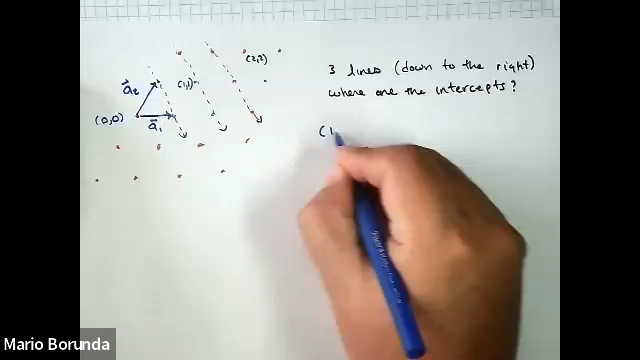 (2,2)
(1,1)
a₂
(0,0)
a₁
3 lines (down to the right)
where are the intercepts?
(1
Mario Borunda